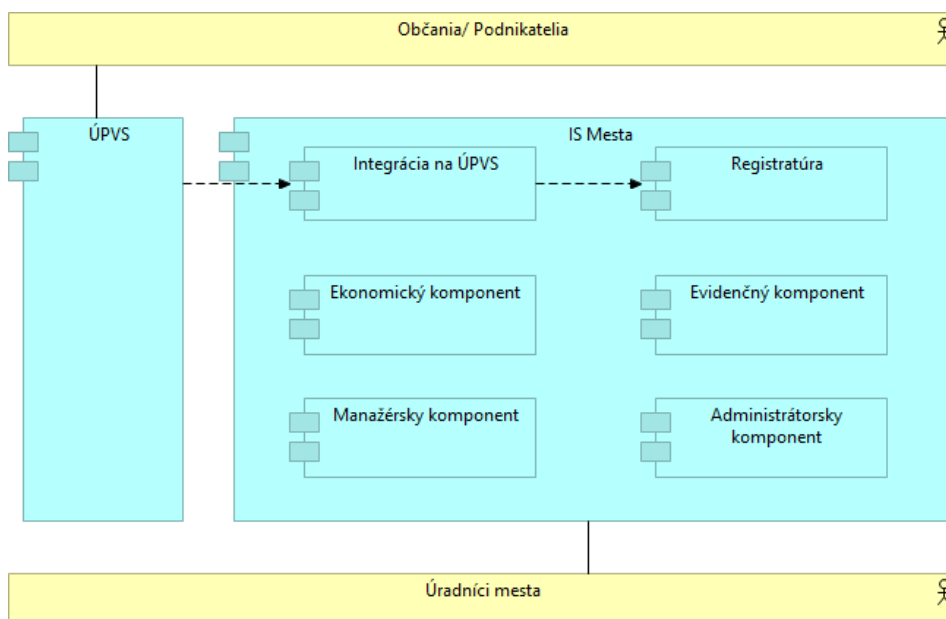 Občania/ Podnikatelia
ÚPVS
IS Mesta
Integrácia na ÚPVS
Registratúra
Ekonomický komponent
Evidenčný komponent
Manažérsky komponent
Administrátorsky
komponent
Úradníci mesta